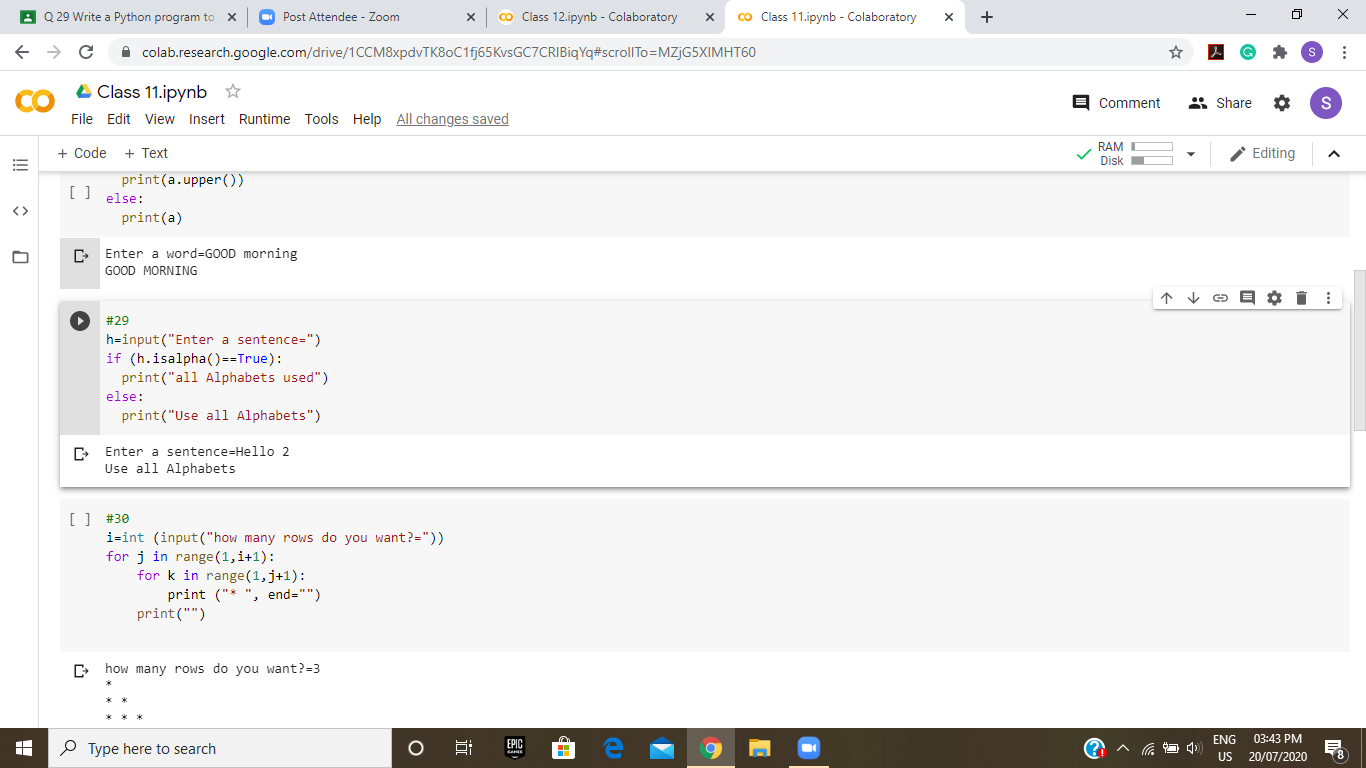 Q 29 Write a Python program to
Post Attendee - Zoom
Class 12.ipynb - Colaboratory
Class 11.ipynb - Colaboratory
colab.research.google.com/drive/1CCM8xpdvTK8oC1fj65KvsGC7CRIBiqYq#scrollTo=MZjG5XIMHT60
S
Class 11.ipynb
Comment
Share
S
File Edit View Insert Runtime Tools Help All changes saved
+ Code + Text
RAM
Disk
Editing
print(a.upper())
[ ]
else:
print(a)
Enter a word=GOOD morning
GOOD MORNING
#29
h=input("Enter a sentence=")
if (h.isalpha()==True):
print("all Alphabets used")
else:
print("Use all Alphabets")
Enter a sentence=Hello 2
Use all Alphabets
[ ] #30
i=int (input("how many rows do you want?="))
for j in range(1,i+1):
for k in range(1,j+1):
print ("* ", end="")
print("")
how many rows do you want?=3
*
* *
* * *
Type here to search
EPIC
GAMES
ENG
US
03:43 PM
20/07/2020
8